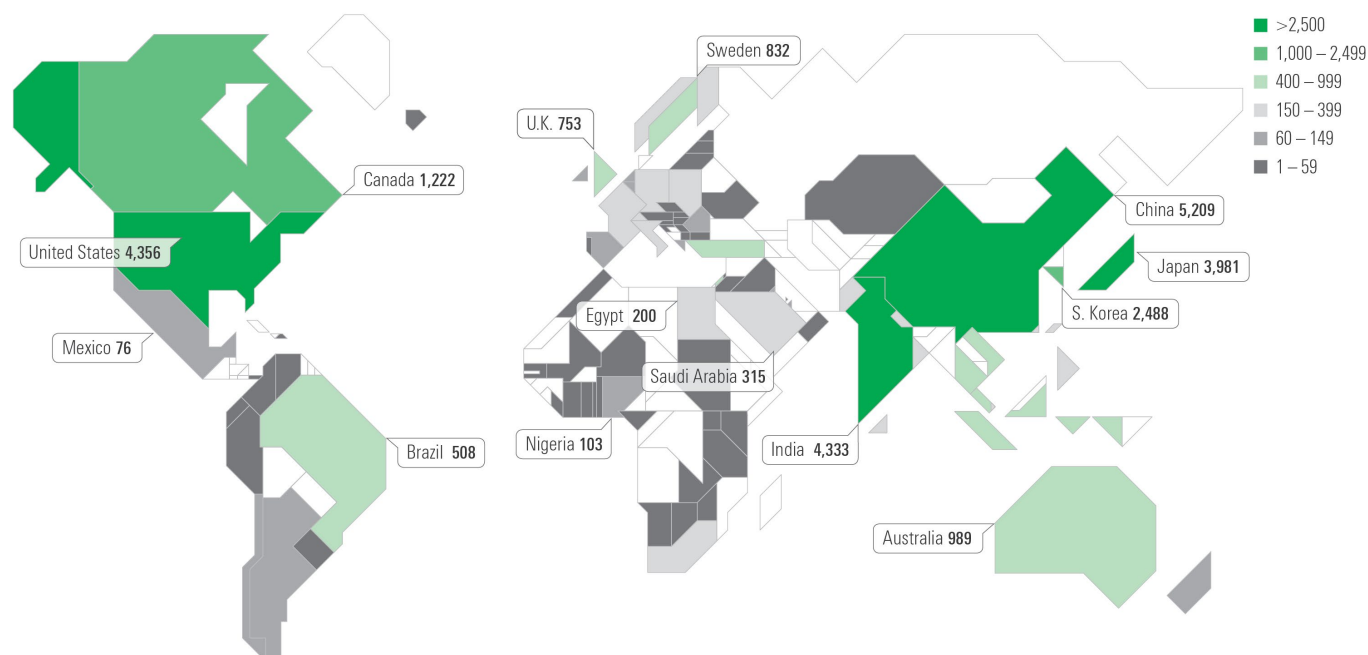 Sweden 832
>2,500
1,000 – 2,499
400 – 999
150 – 399
60 – 149
1 – 59
U.K. 753
Canada 1,222
China 5,209
United States 4,356
Japan 3,981
Egypt 200
S. Korea 2,488
Mexico 76
Saudi Arabia 315
Nigeria 103
Brazil 508
India 4,333
Australia 989